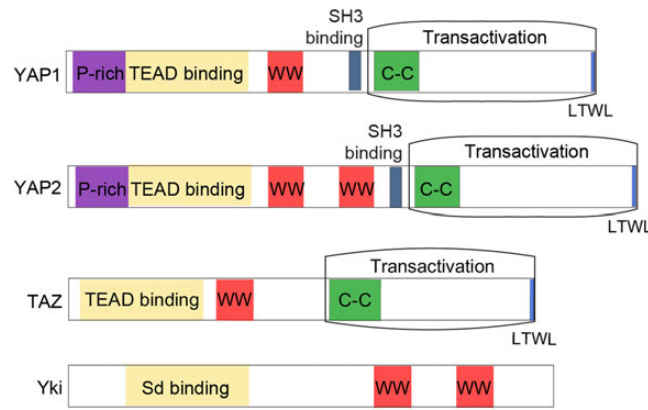 SH3
binding
Transactivation
YAP1 P-rich TEAD binding WW C-C
LTWL
SH3
binding
Transactivation
YAP2 P-rich TEAD binding WW WW C-C
LTWL
Transactivation
TAZ TEAD binding WW C-C
LTWL
Yki Sd binding WW WW